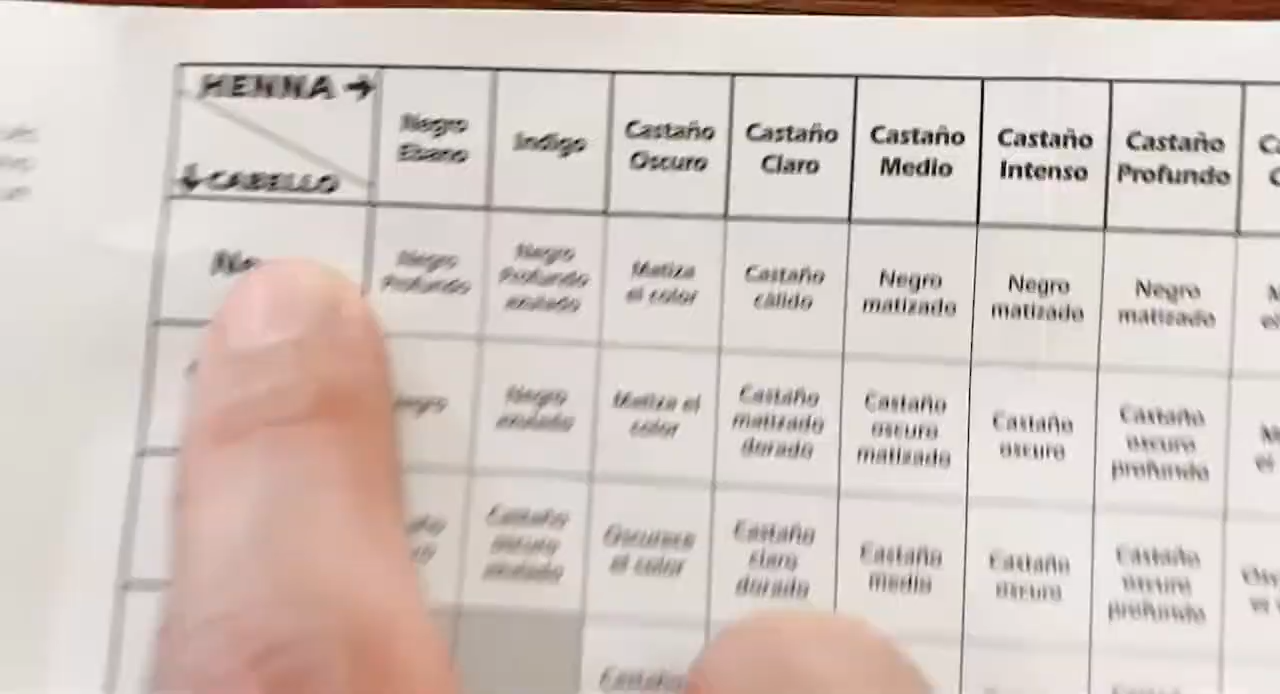 HENNA →
↓ CABELLO
Negro
Ebano
Indigo
Castaño
Oscuro
Castaño
Claro
Castaño
Medio
Castaño
Intenso
Castaño
Profundo
Negro
Profundo
Negro
Profundo
azulado
Matiza
el color
Castaño
cálido
Negro
matizado
Negro
matizado
Negro
matizado
Negro
azulado
Matiza el
color
Castaño
matizado
dorado
Castaño
oscuro
matizado
Castaño
oscuro
Castaño
oscuro
profundo
Castaño
oscuro
azulado
Oscurece
el color
Castaño
claro
dorado
Castaño
medio
Castaño
oscuro
Castaño
oscuro
profundo
Castaño